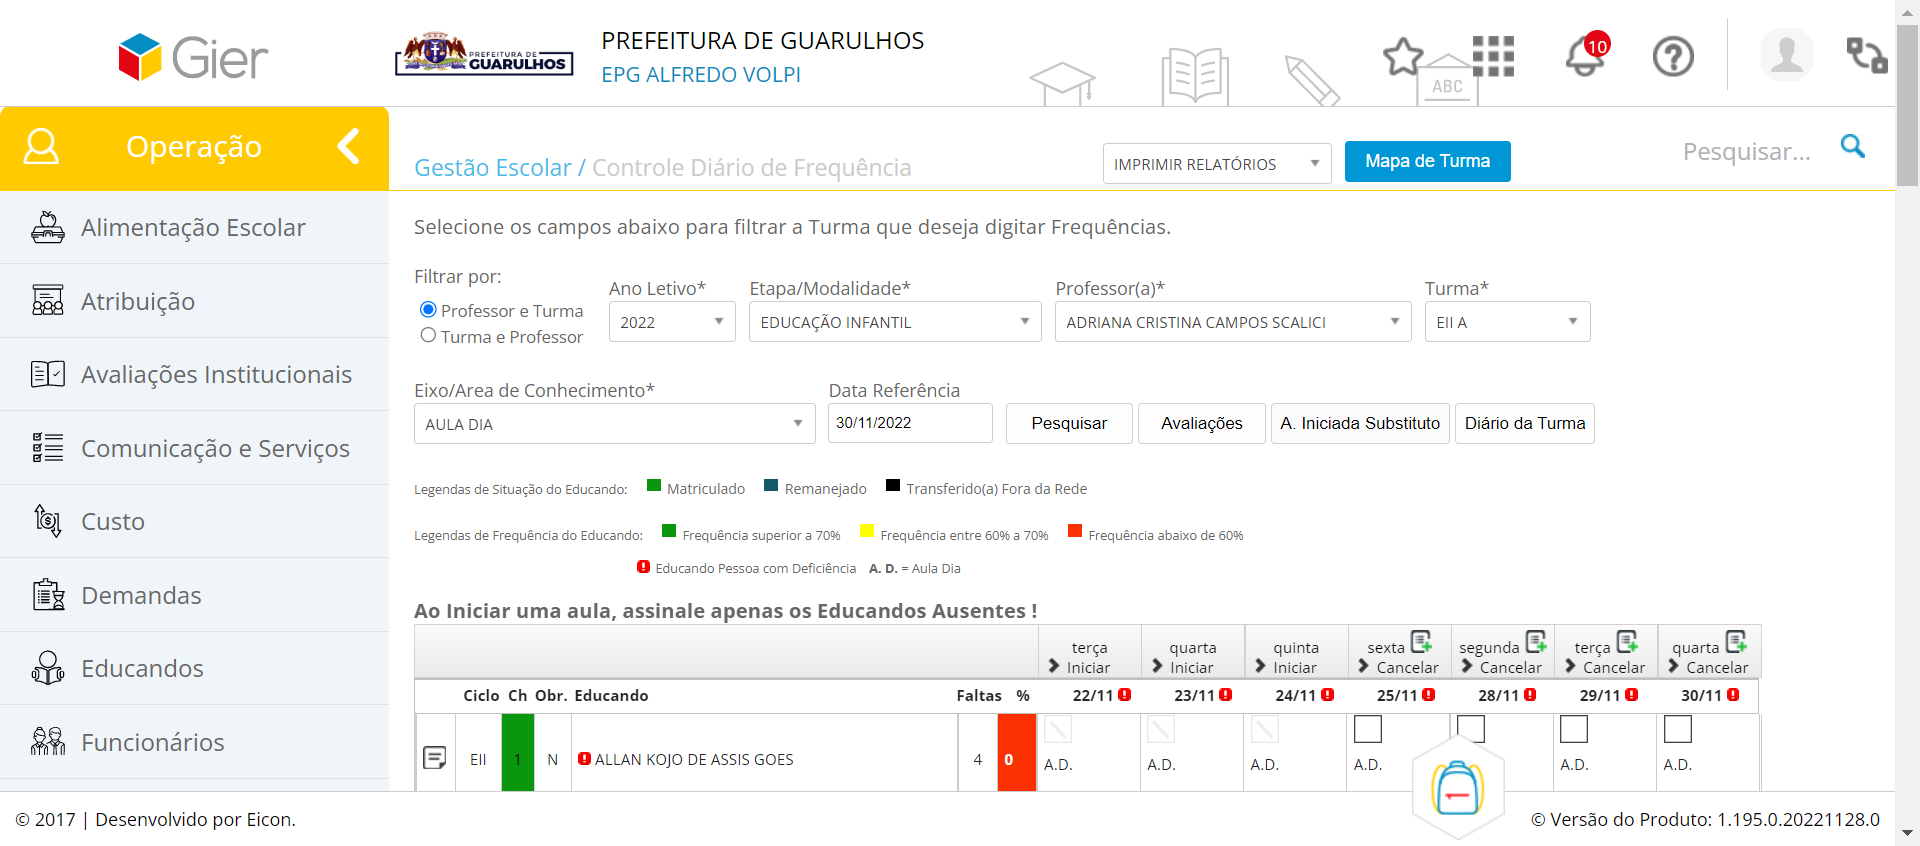 Gier
PREFEITURA DE
GUARULHOS
PREFEITURA DE GUARULHOS
EPG ALFREDO VOLPI
ABC
10
Operação
Gestão Escolar / Controle Diário de Frequência
IMPRIMIR RELATÓRIOS
Mapa de Turma
Pesquisar...
Alimentação Escolar
Atribuição
Avaliações Institucionais
Comunicação e Serviços
Custo
Demandas
Educandos
Funcionários
Selecione os campos abaixo para filtrar a Turma que deseja digitar Frequências.
Filtrar por:
Professor e Turma
Turma e Professor
Ano Letivo*
2022
Etapa/Modalidade*
EDUCAÇÃO INFANTIL
Professor(a)*
ADRIANA CRISTINA CAMPOS SCALICI
Turma*
EII A
Eixo/Area de Conhecimento*
AULA DIA
Data Referência
30/11/2022
Pesquisar
Avaliações
A. Iniciada Substituto
Diário da Turma
Legendas de Situação do Educando: Matriculado Remanejado Transferido(a) Fora da Rede
Legendas de Frequência do Educando: Frequência superior a 70% Frequência entre 60% a 70% Frequência abaixo de 60%
Educando Pessoa com Deficiência A. D. = Aula Dia
Ao Iniciar uma aula, assinale apenas os Educandos Ausentes !
terça quarta quinta sexta segunda terça quarta
Iniciar Iniciar Iniciar Cancelar Cancelar Cancelar Cancelar
Ciclo Ch Obr. Educando Faltas % 22/11 23/11 24/11 25/11 28/11 29/11 30/11
EII 1 N ALLAN KOJO DE ASSIS GOES 4 0
A.D. A.D. A.D. A.D. A.D. A.D.
© 2017 | Desenvolvido por Eicon.
© Versão do Produto: 1.195.0.20221128.0